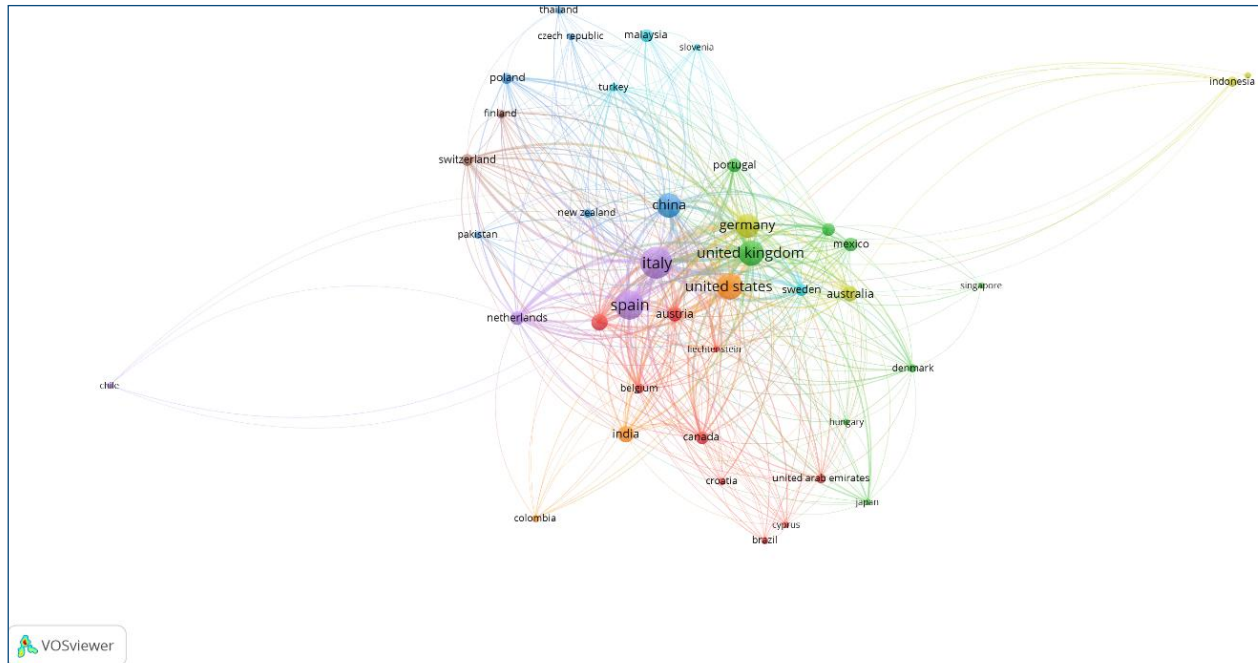 thailand
czech republic
malaysia
slovenia
poland
turkey
indonesia
finland
switzerland
portugal
china
new zealand
germany
pakistan
united kingdom
mexico
italy
united states
sweden
australia
singapore
spain
netherlands
austria
liechtenstein
denmark
chile
belgium
hungary
india
canada
croatia
united arab emirates
japan
colombia
cyprus
brazil
VOSviewer